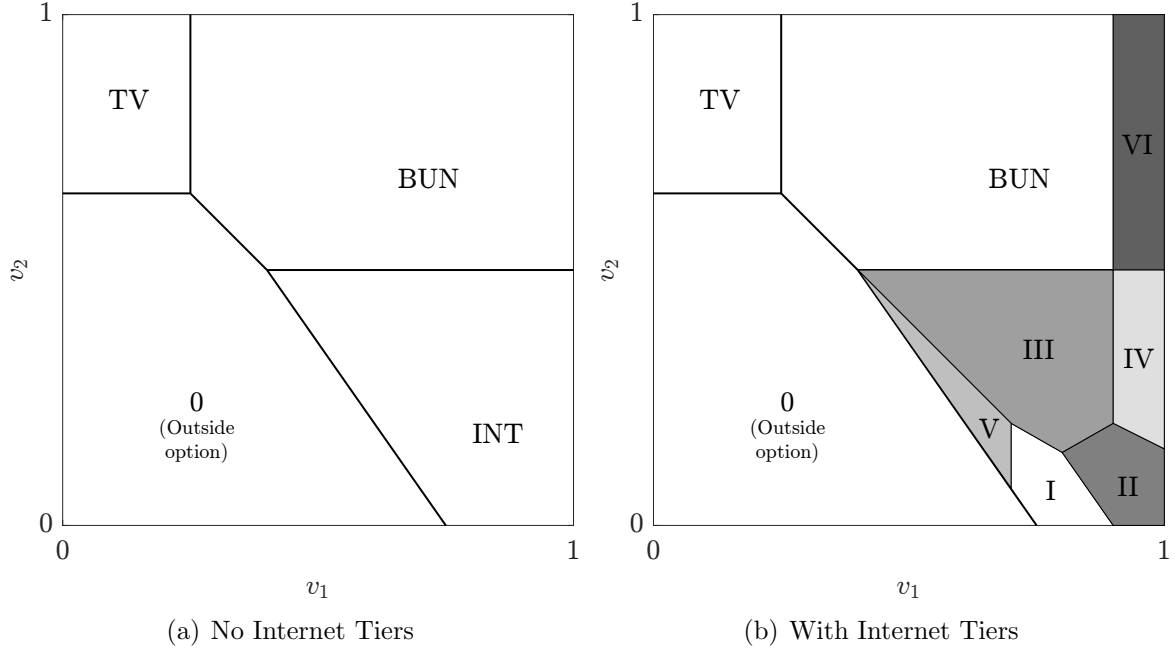 1
TV
BUN
v2
0
(Outside
option)
INT
0
0
1
v1
(a) No Internet Tiers
1
TV
BUN
VI
v2
III
IV
0
(Outside
option)
V
I
II
0
0
1
v1
(b) With Internet Tiers